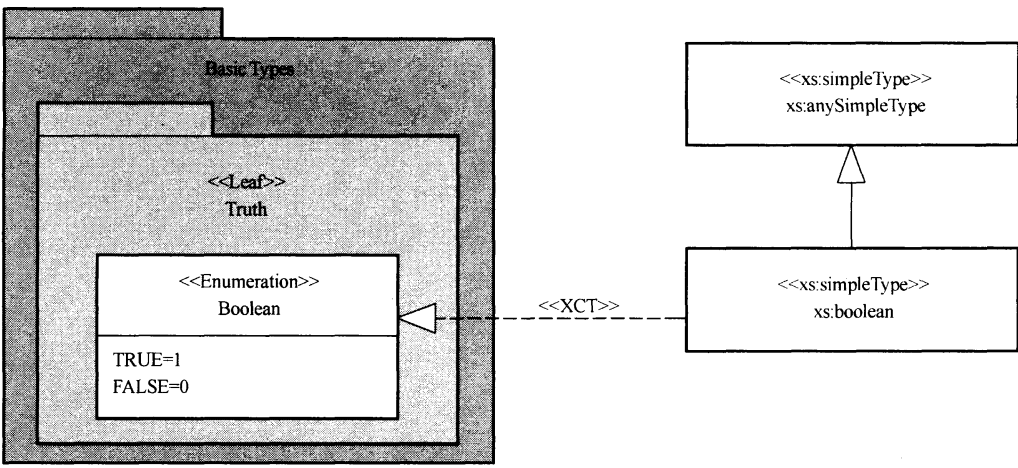 Basic Types
<<Leaf>>
Truth
<<Enumeration>>
Boolean
TRUE=1
FALSE=0
<<XCT>>
<<xs:simpleType>>
xs:anySimpleType
<<xs:simpleType>>
xs:boolean